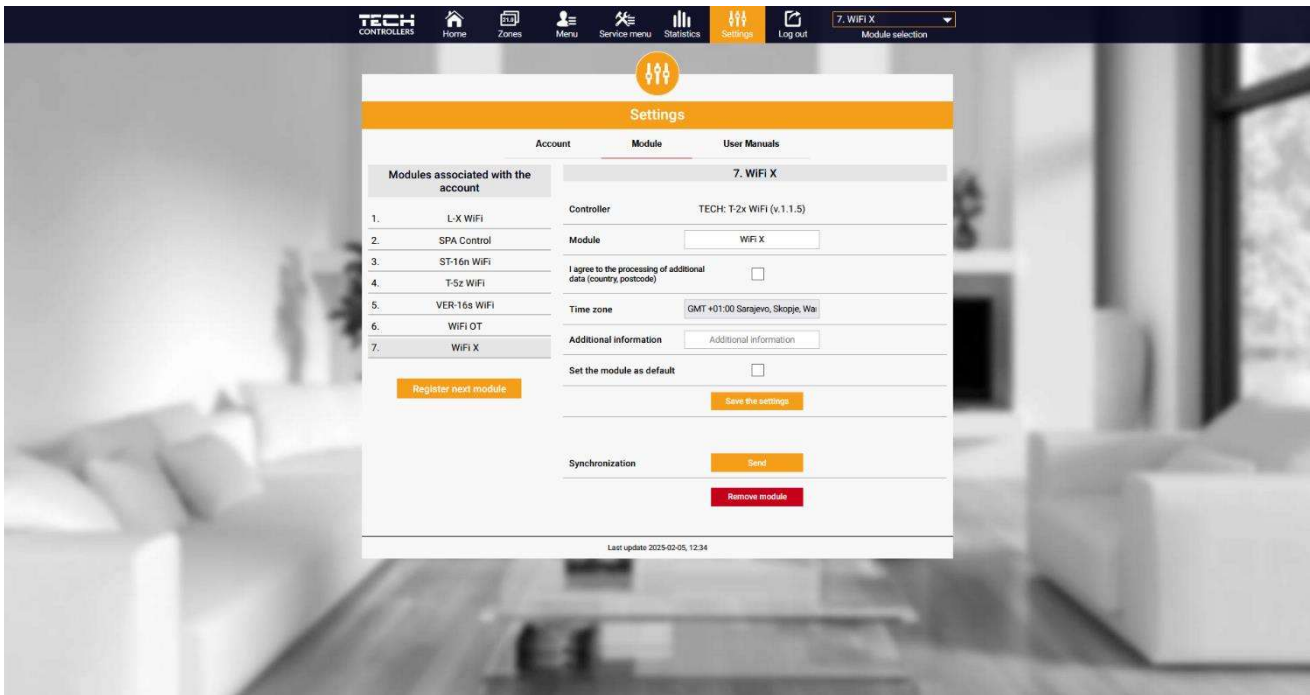 TECH
CONTROLLERS
Home
21.5
Zones
Menu
Service menu
Statistics
Settings
Log out
7. WiFi X
Module selection
Settings
Account Module User Manuals
Modules associated with the
account
1. L-X WiFi
2. SPA Control
3. ST-16n WiFi
4. T-5z WiFi
5. VER-16s WiFi
6. WiFi OT
7. WiFi X
Register next module
7. WiFi X
Controller TECH: T-2x WiFi (v.1.1.5)
Module WiFi X
I agree to the processing of additional
data (country, postcode)
Time zone GMT +01:00 Sarajevo, Skopje, War
Additional information Additional information
Set the module as default
Save the settings
Synchronization Send
Remove module
Last update 2025-02-05, 12:34